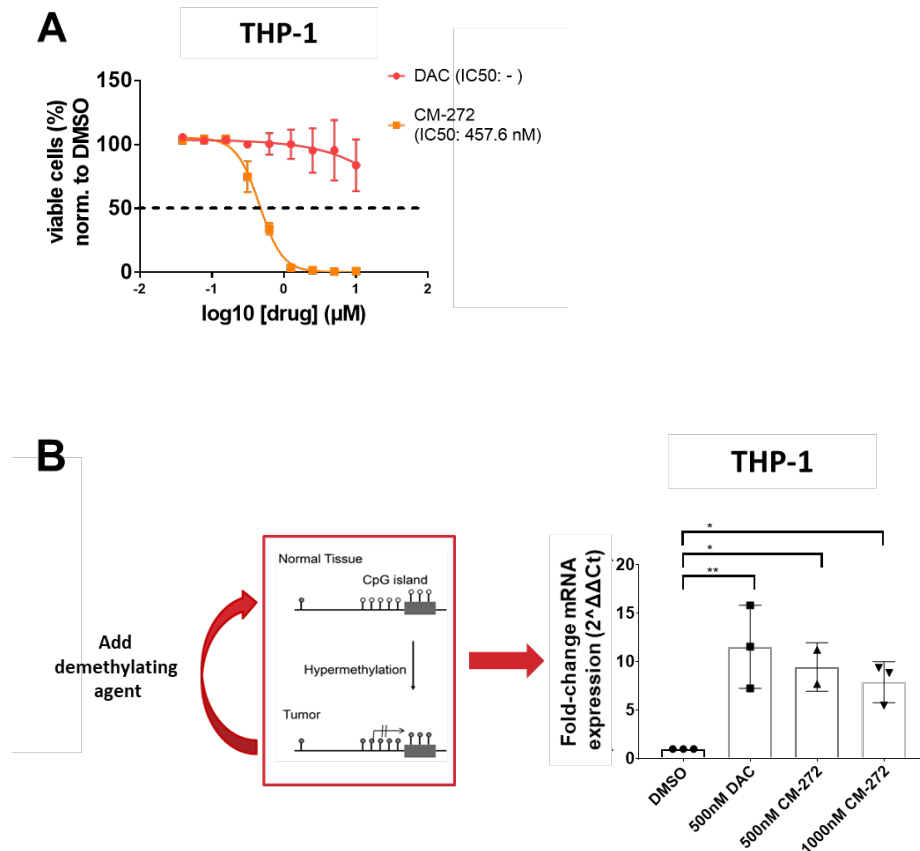 A
THP-1
DAC (IC50: - )
CM-272
(IC50: 457.6 nM)
viable cells (%)
norm. to DMSO
150
100
50
0
-2
-1
0
1
2
log10 [drug] (µM)
B
THP-1
Add
demethylating
agent
Normal Tissue
CpG island
Hypermethylation
Tumor
Fold-change mRNA
expression (2^ΔΔCt)
*
*
**
20
15
10
5
0
DMSO
500nM DAC
500nM CM-272
1000nM CM-272